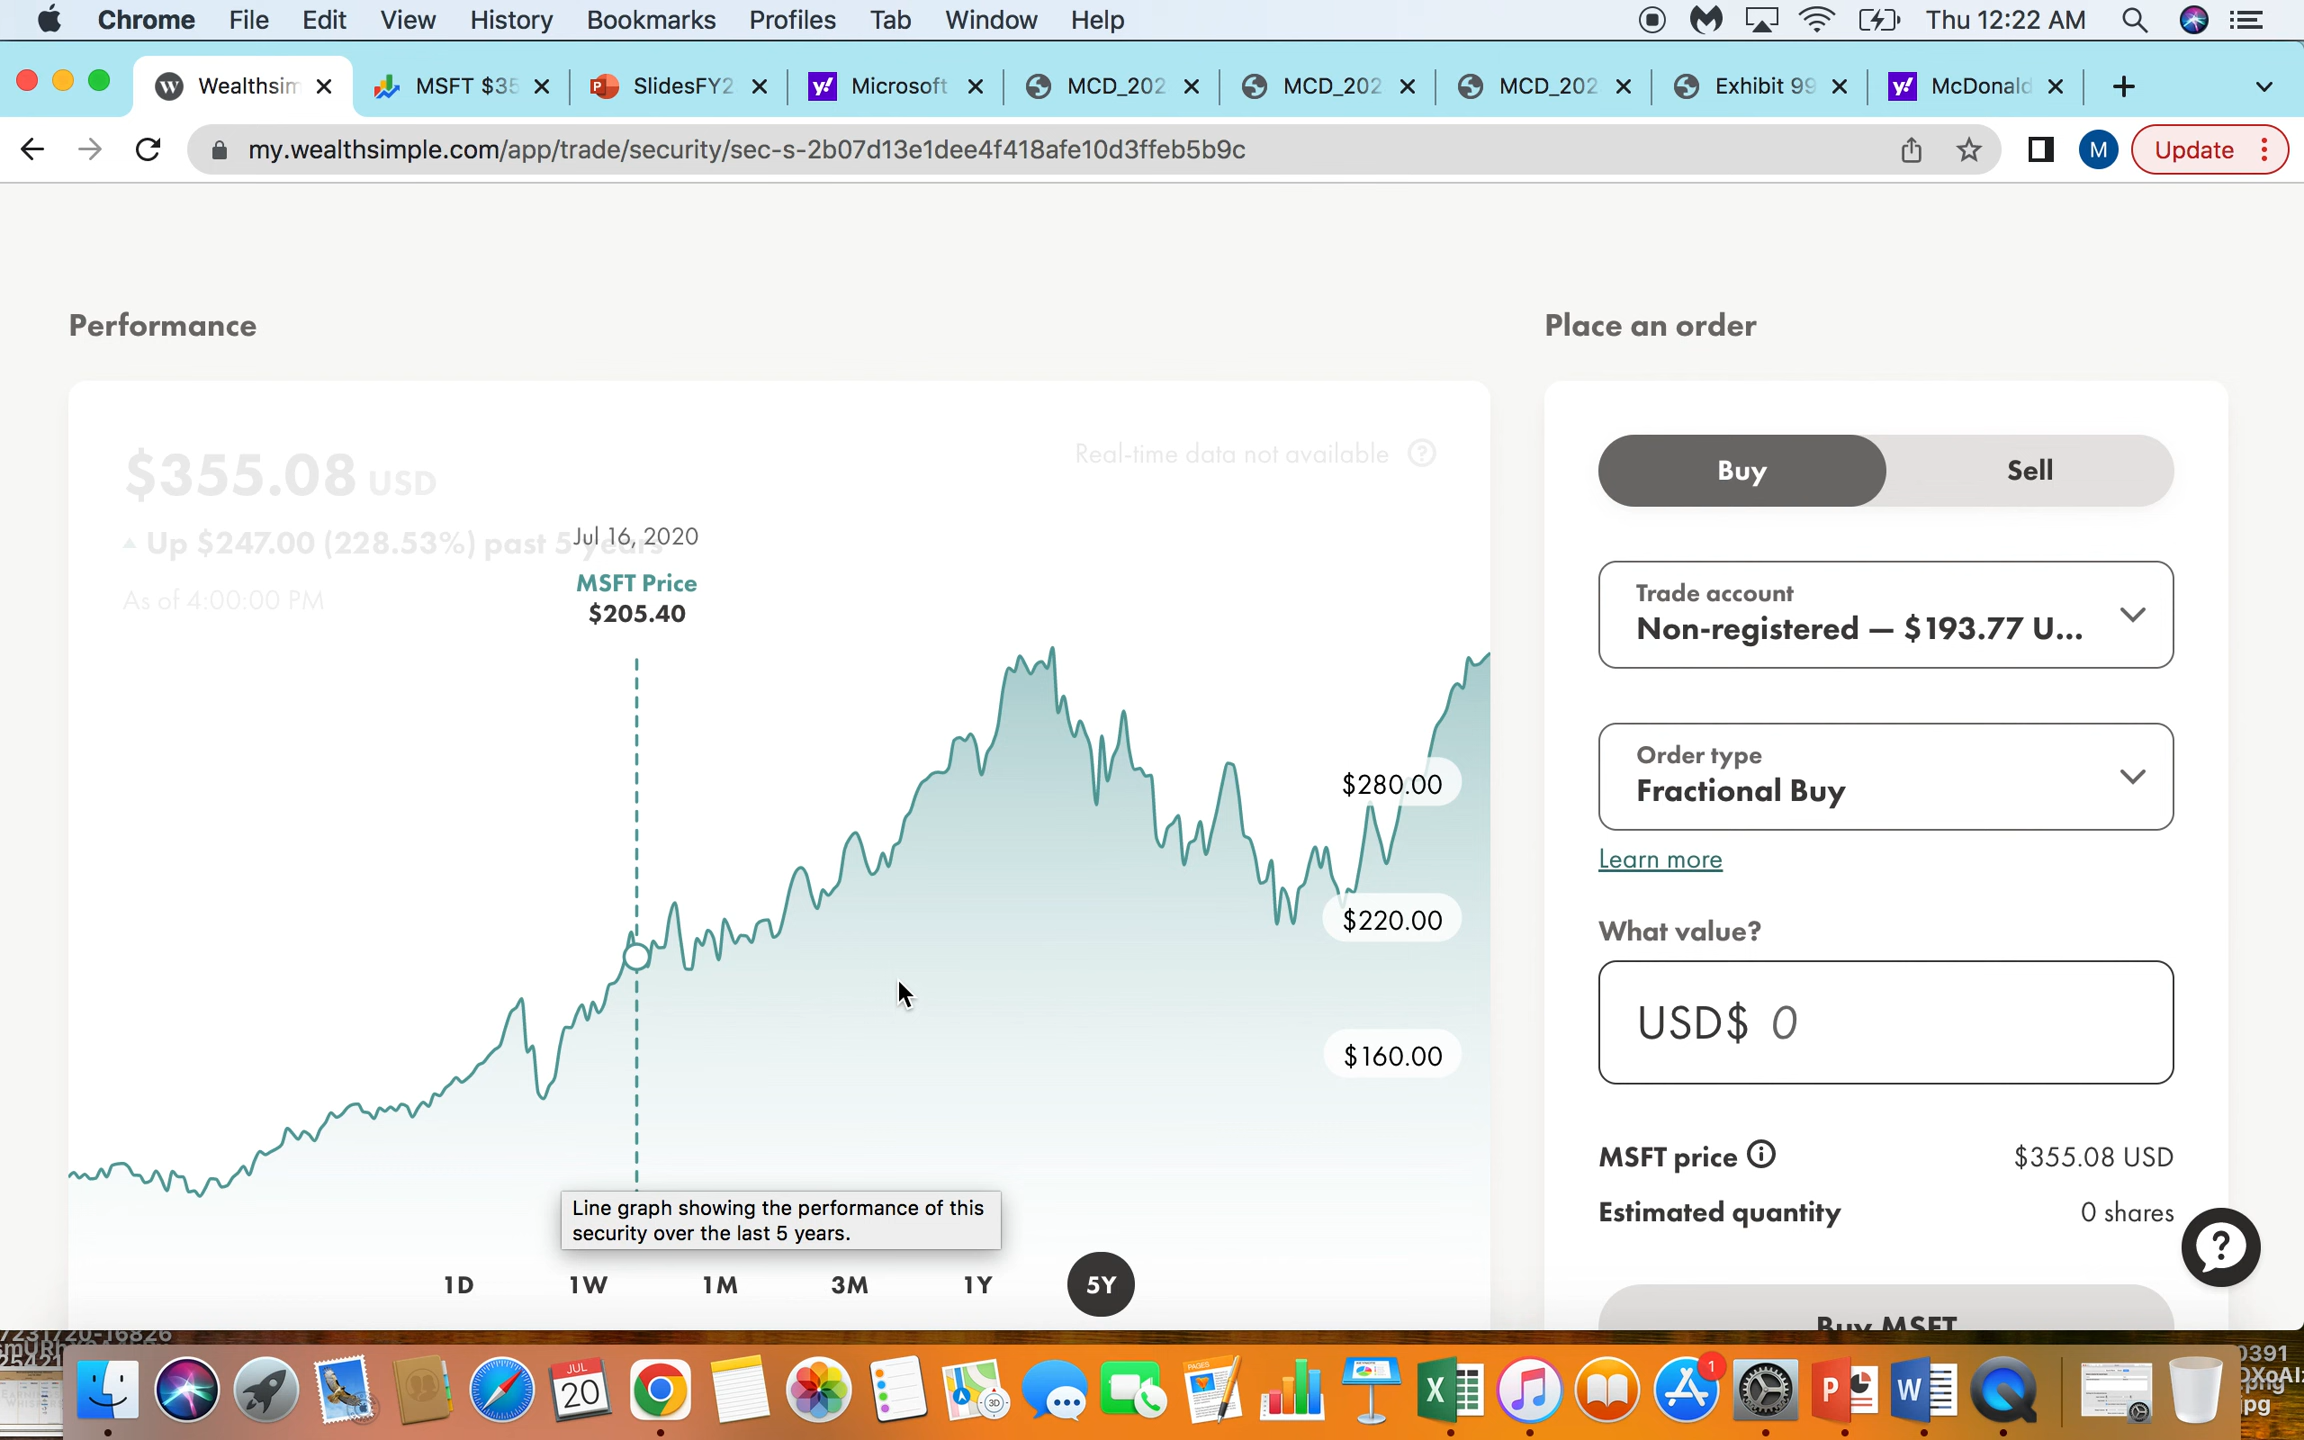 Chrome File Edit View History Bookmarks Profiles Tab Window Help Thu 12:22 AM
Wealthsim MSFT $35 SlidesFY2 Microsoft MCD_202 MCD_202 MCD_202 Exhibit 99 McDonald
my.wealthsimple.com/app/trade/security/sec-s-2b07d13e1dee4f418afe10d3ffeb5b9c M Update
Performance
$355.08 USD
Real-time data not available ?
Up $247.00 (228.53%) past 5 years
As of 4:00:00 PM
Jul 16, 2020
MSFT Price
$205.40
$280.00
$220.00
$160.00
Line graph showing the performance of this
security over the last 5 years.
1D 1W 1M 3M 1Y 5Y
Place an order
Buy Sell
Trade account
Non-registered — $193.77 U...
Order type
Fractional Buy
Learn more
What value?
USD$ 0
MSFT price $355.08 USD
Estimated quantity 0 shares
?
Buy MSFT
7231720-16826
0391
JUL
20
3D
PAGES
X
1
P
W